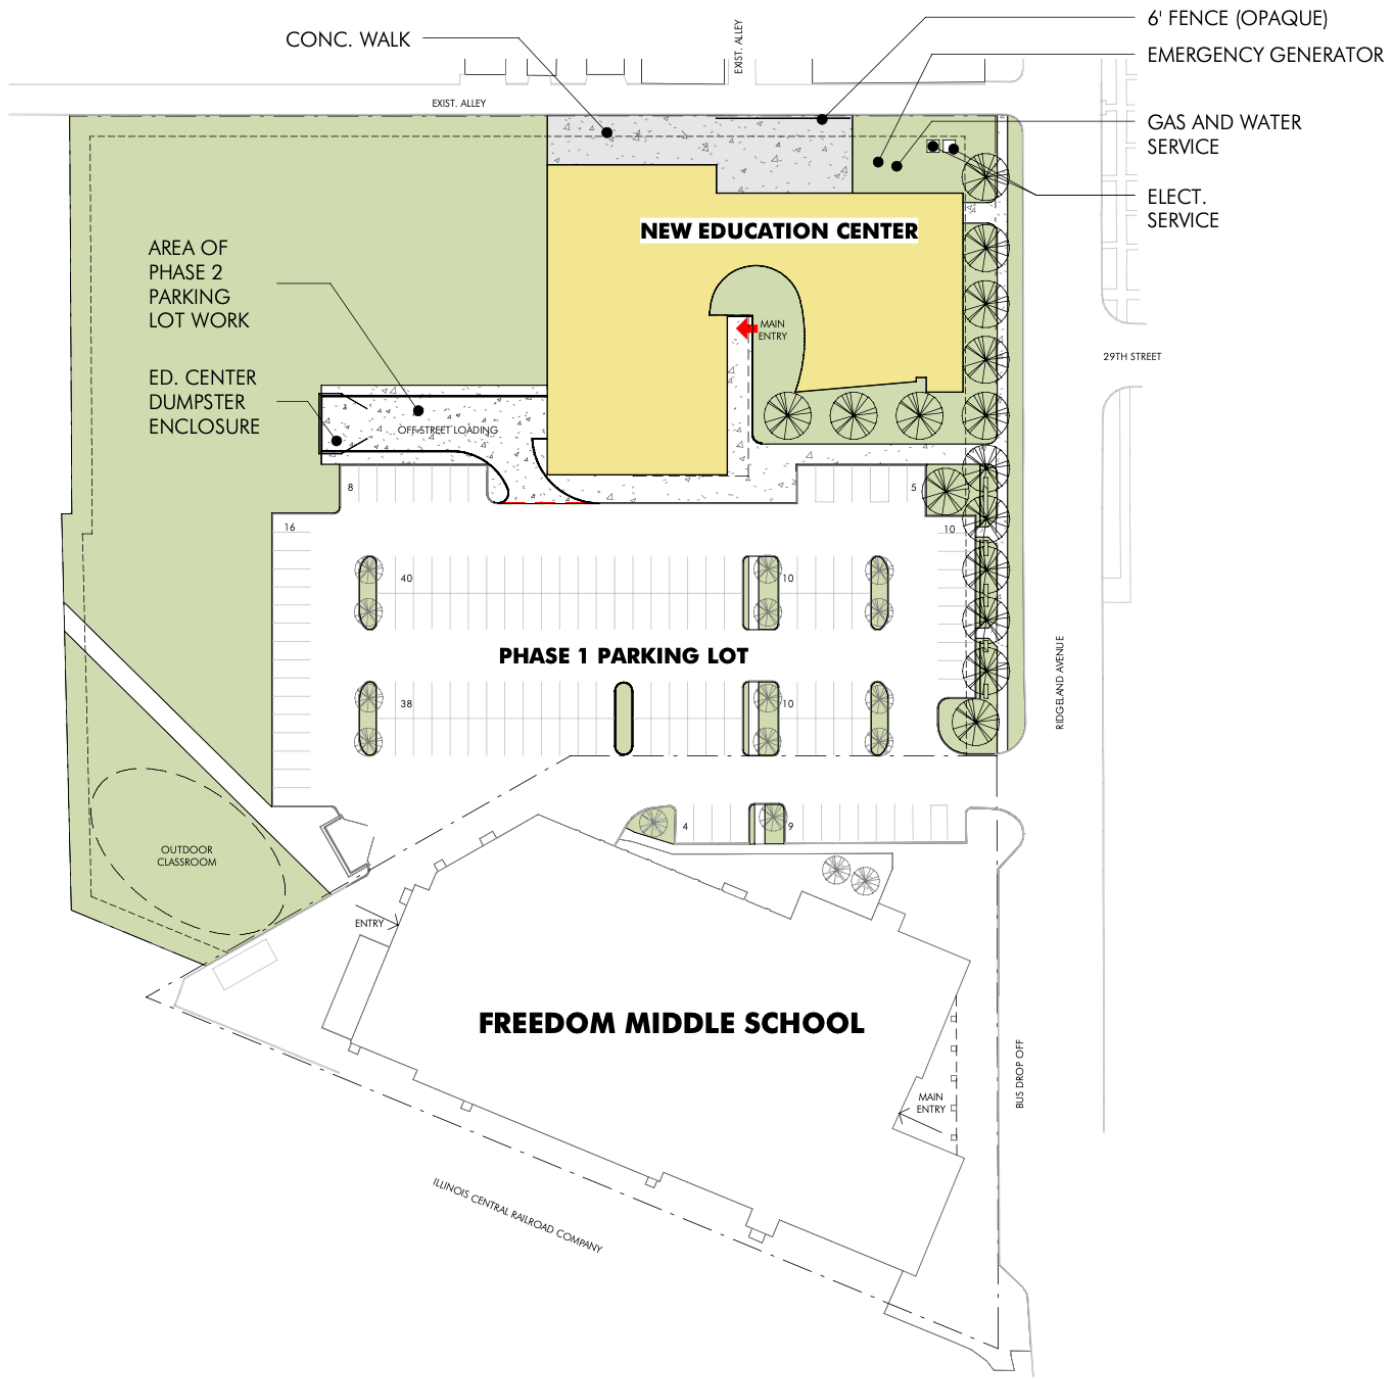 6' FENCE (OPAQUE)
CONC. WALK
EXIST. ALLEY
EMERGENCY GENERATOR
EXIST. ALLEY
GAS AND WATER
SERVICE
ELECT.
SERVICE
NEW EDUCATION CENTER
AREA OF
PHASE 2
PARKING
LOT WORK
MAIN
ENTRY
29TH STREET
ED. CENTER
DUMPSTER
ENCLOSURE
OFF-STREET LOADING
8
5
16
10
40
10
PHASE 1 PARKING LOT
RIDGELAND AVENUE
38
10
4
9
OUTDOOR
CLASSROOM
ENTRY
FREEDOM MIDDLE SCHOOL
BUS DROP OFF
MAIN
ENTRY
ILLINOIS CENTRAL RAILROAD COMPANY